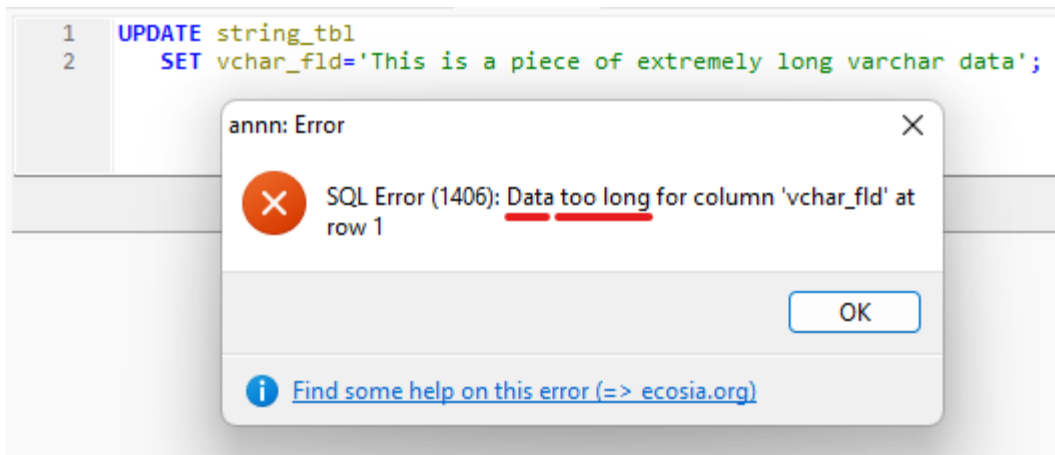 1 UPDATE string_tbl
2 SET vchar_fld='This is a piece of extremely long varchar data';
annn: Error
SQL Error (1406): Data too long for column 'vchar_fld' at
row 1
OK
Find some help on this error (=> ecosia.org)